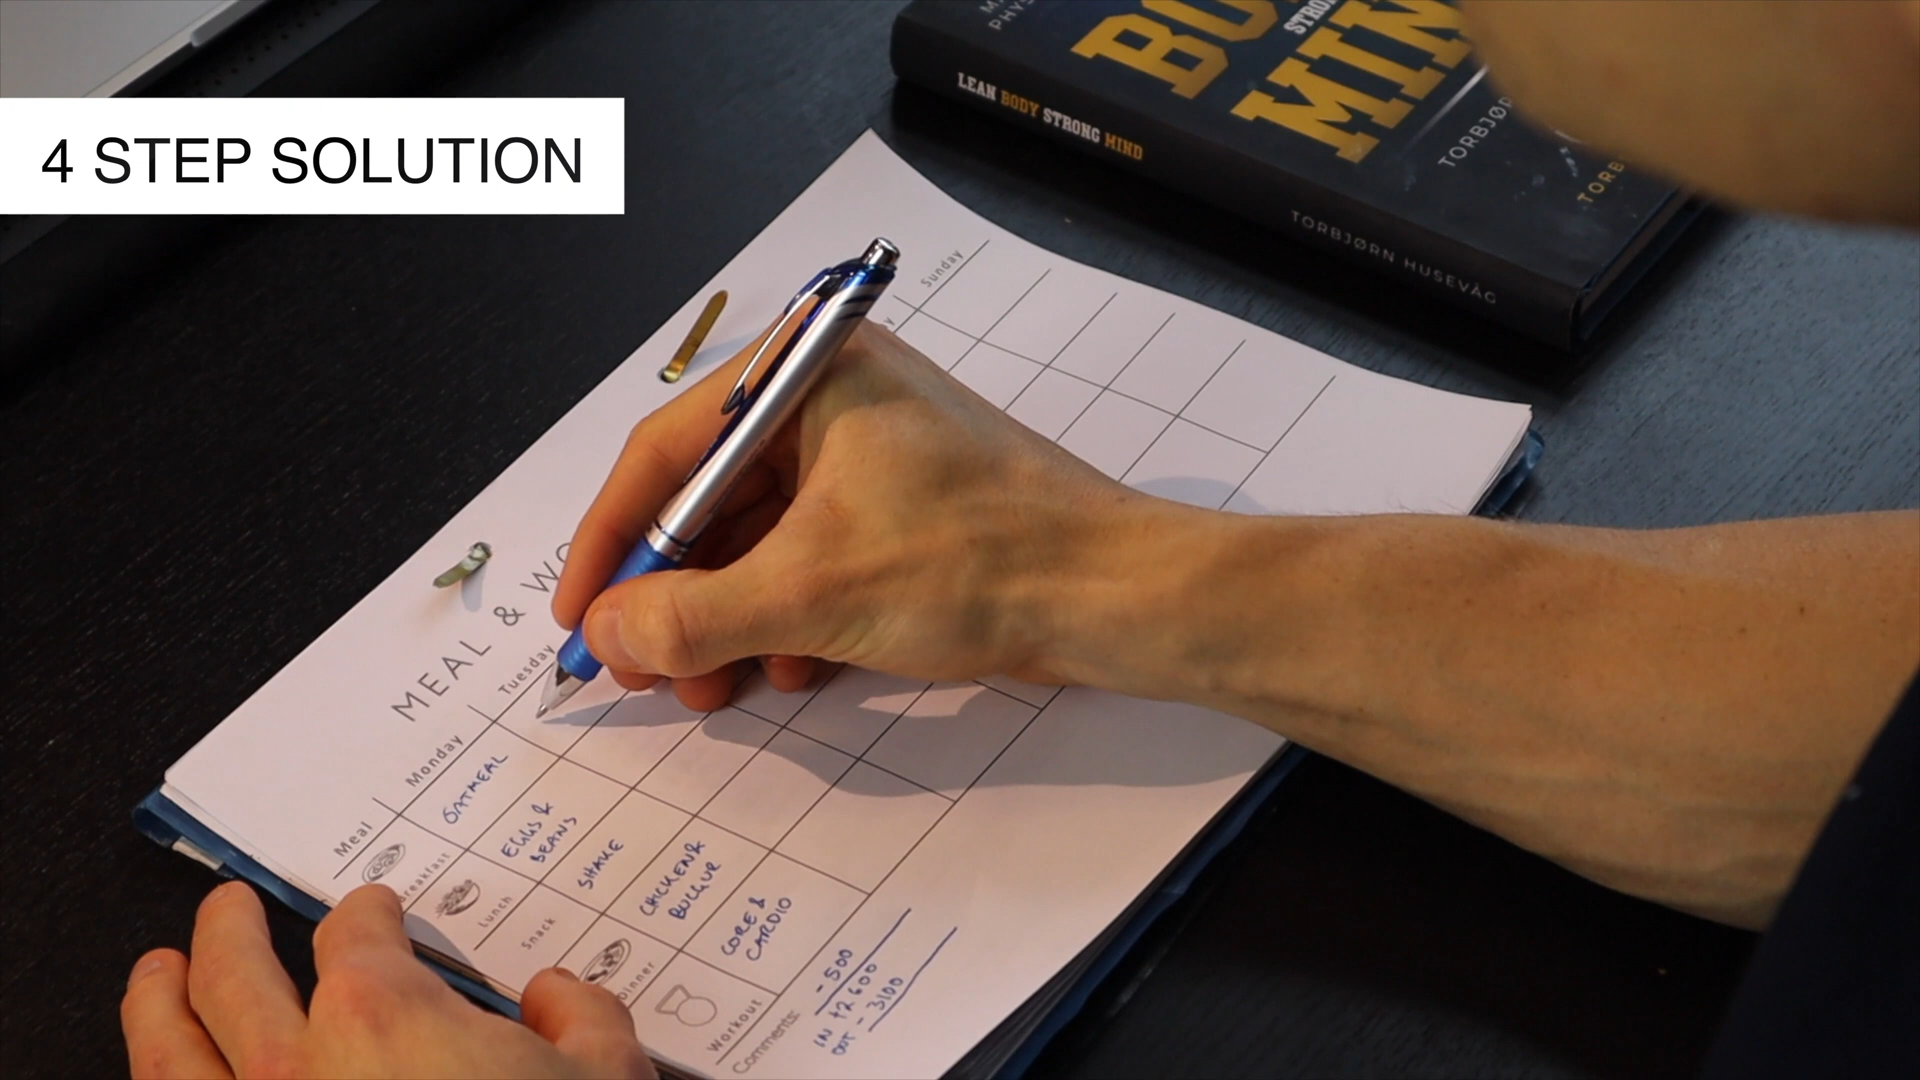 4 STEP SOLUTION
STRONG
LEAN BODY STRONG MIND
TORBJØRN HUSEVÅG
MEAL &
Meal
Monday
Tuesday
Sunday
Breakfast
OATMEAL
Lunch
EGGS &
BEANS
Snack
SHAKE
Dinner
CHICKEN &
BULGUR
Workout
CORE &
CARDIO
Comments:
-500
IN +2600
OUT -3100